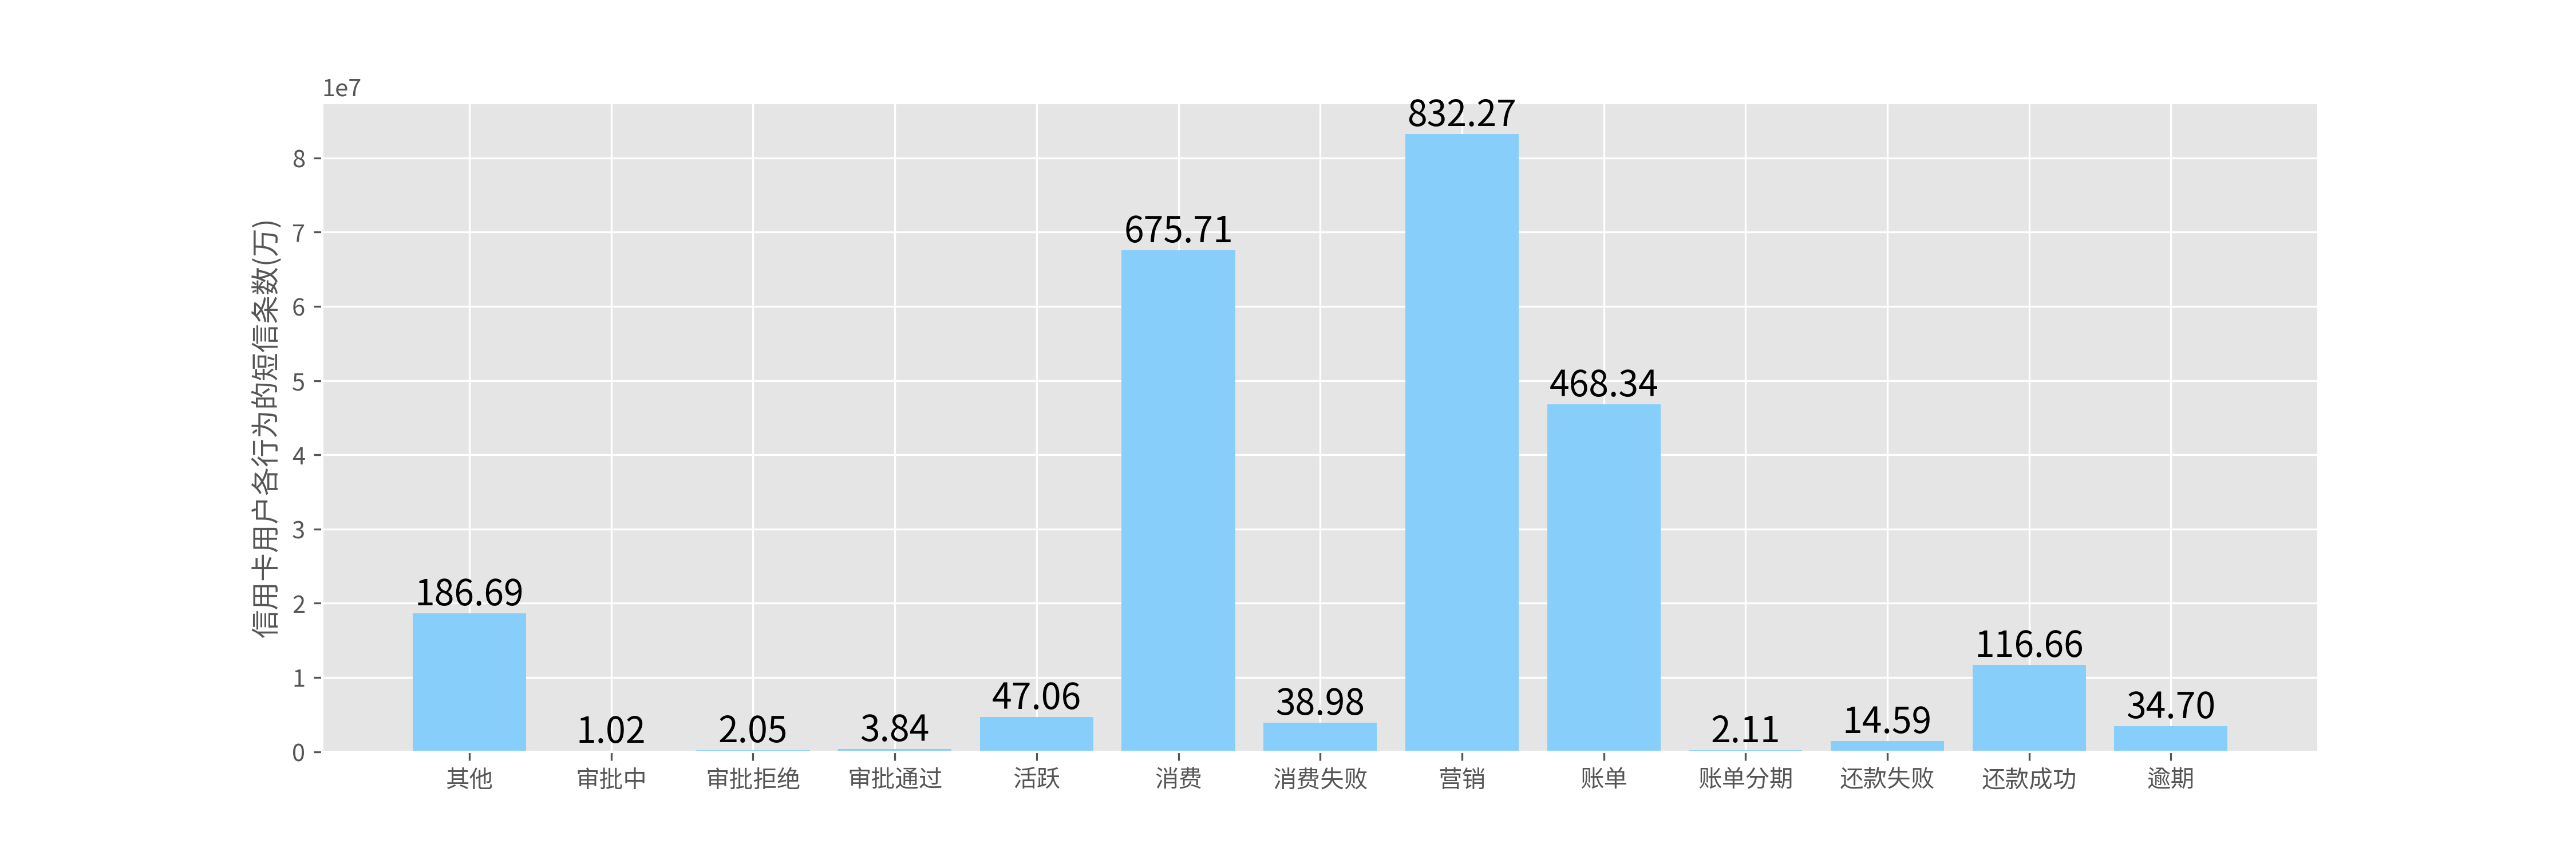 1e7
信用卡用户各行为的短信条数(万)
8
7
6
5
4
3
2
1
0
186.69
1.02
2.05
3.84
47.06
675.71
38.98
832.27
468.34
2.11
14.59
116.66
34.70
其他
审批中
审批拒绝
审批通过
活跃
消费
消费失败
营销
账单
账单分期
还款失败
还款成功
逾期